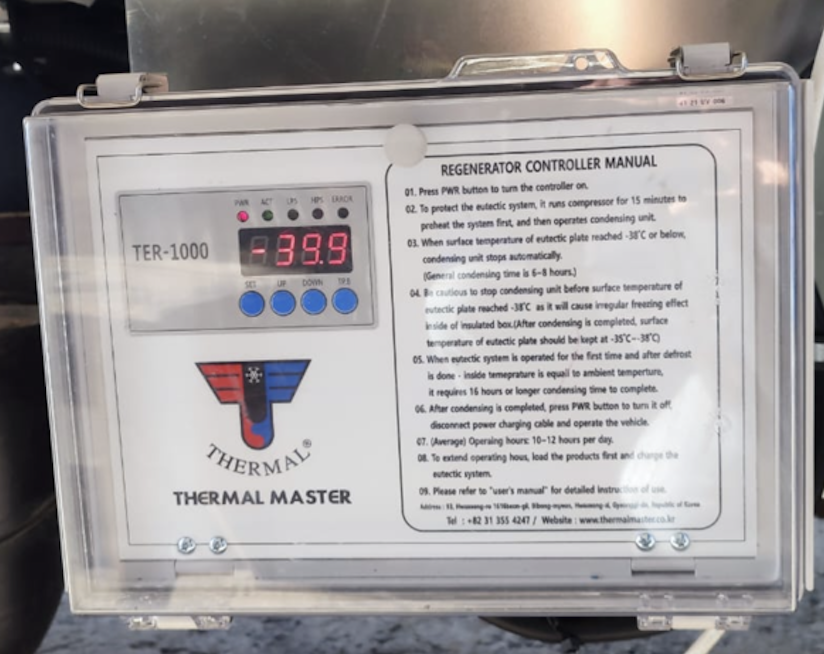 REGENERATOR CONTROLLER MANUAL
01. Press PWR button to turn the controller on.
02. To protect the eutectic system, it runs compressor for 15 minutes to
preheat the system first, and then operates condensing unit.
03. When surface temperature of eutectic plate reached -38℃ or below,
condensing unit stops automatically.
(General condensing time is 6~8 hours.)
04. Be cautious to stop condensing unit before surface temperature of
eutectic plate reached -38℃ as it will cause irregular freezing effect
inside of insulated box.(After condensing is completed, surface
temperature of eutectic plate should be kept at -35℃~-38℃)
05. When eutectic system is operated for the first time and after defrost
is done - inside temeprature is equail to ambient temperture,
it requires 16 hours or longer condensing time to complete.
06. After condensing is completed, press PWR button to turn it off,
disconnect power charging cable and operate the vehicle.
07. (Average) Operaing hours: 10~12 hours per day.
08. To extend operating hous, load the products first and charge the
eutectic system.
09. Please refer to "user's manual" for detailed instruction of use.
Republic of Korea
Tel : +82 31 355 4247 / Website : www.thermalmaster.co.kr
PWR ACT LPS HPS ERROR
TER-1000
-39.9
SET UP DOWN
THERMAL®
THERMAL MASTER